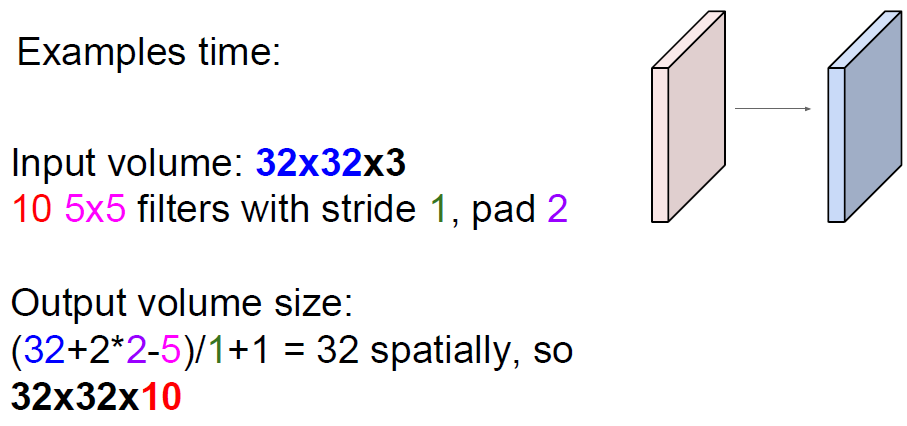 Examples time:
Input volume: 32x32x3
10 5x5 filters with stride 1, pad 2
Output volume size:
(32+2*2-5)/1+1 = 32 spatially, so
32x32x10